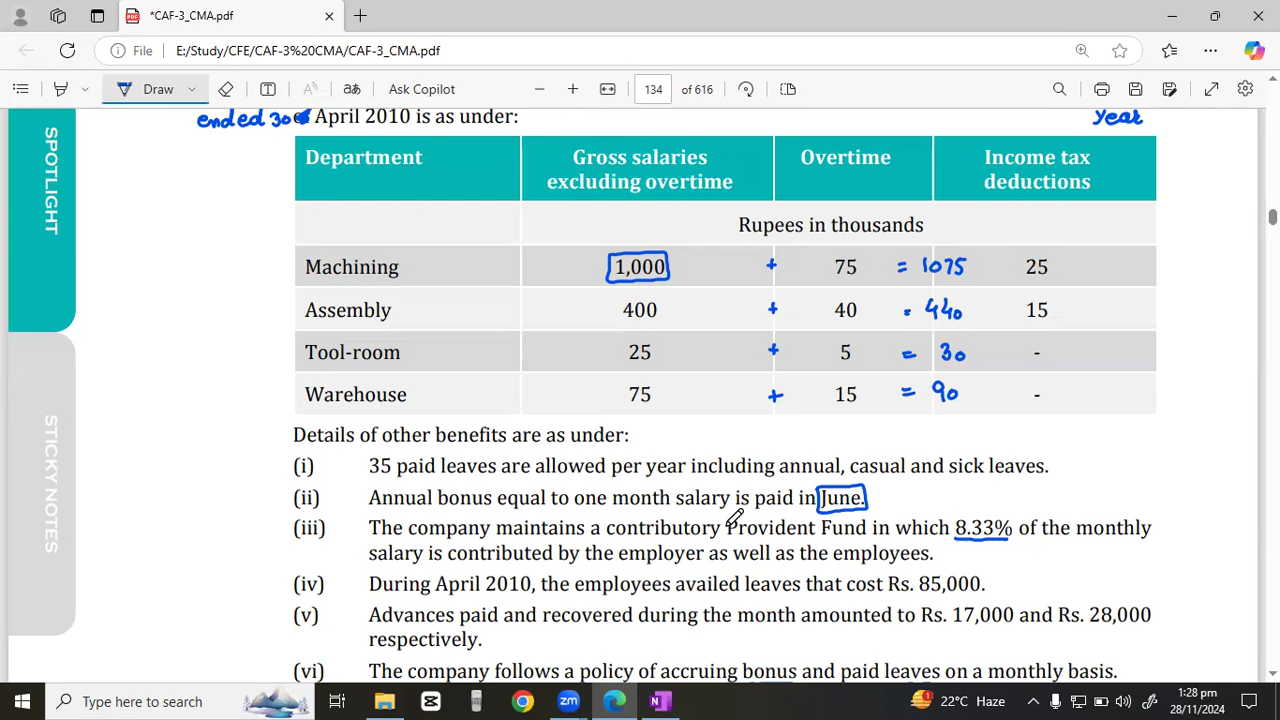 *CAF-3_CMA.pdf
File E:/Study/CFE/CAF-3%20CMA/CAF-3_CMA.pdf
Draw Ask Copilot 134 of 616
ended 30 April 2010 is as under: Year
SPOTLIGHT
STICKY NOTES
Department Gross salaries excluding overtime Overtime Income tax deductions
Rupees in thousands
Machining 1,000 + 75 = 1075 25
Assembly 400 + 40 = 440 15
Tool-room 25 + 5 = 30 -
Warehouse 75 + 15 = 90 -
Details of other benefits are as under:
(i) 35 paid leaves are allowed per year including annual, casual and sick leaves.
(ii) Annual bonus equal to one month salary is paid in June.
(iii) The company maintains a contributory Provident Fund in which 8.33% of the monthly
salary is contributed by the employer as well as the employees.
(iv) During April 2010, the employees availed leaves that cost Rs. 85,000.
(v) Advances paid and recovered during the month amounted to Rs. 17,000 and Rs. 28,000
respectively.
(vi) The company follows a policy of accruing bonus and paid leaves on a monthly basis.
Type here to search 22°C Haze 1:28 pm
28/11/2024